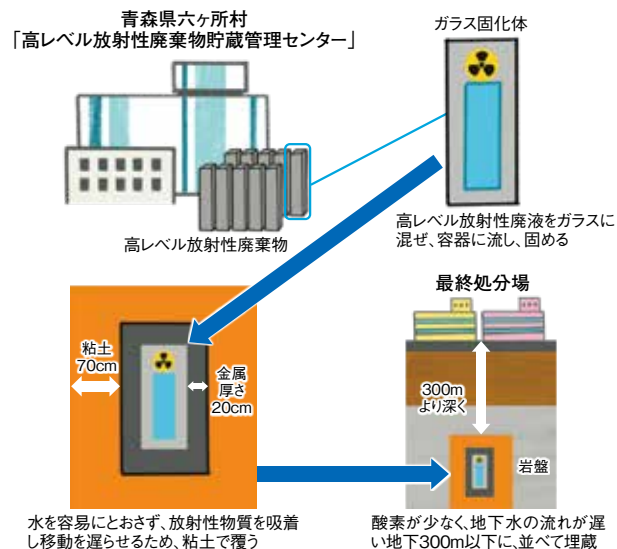 青森県六ヶ所村
「高レベル放射性廃棄物貯蔵管理センター」
高レベル放射性廃棄物
ガラス固化体
高レベル放射性廃液をガラスに
混ぜ、容器に流し、固める
粘土
70cm
金属
厚さ
20cm
水を容易にとおさず、放射性物質を吸着
し移動を遅らせるため、粘土で覆う
最終処分場
300m
より深く
岩盤
酸素が少なく、地下水の流れが遅
い地下300m以下に、並べて埋蔵